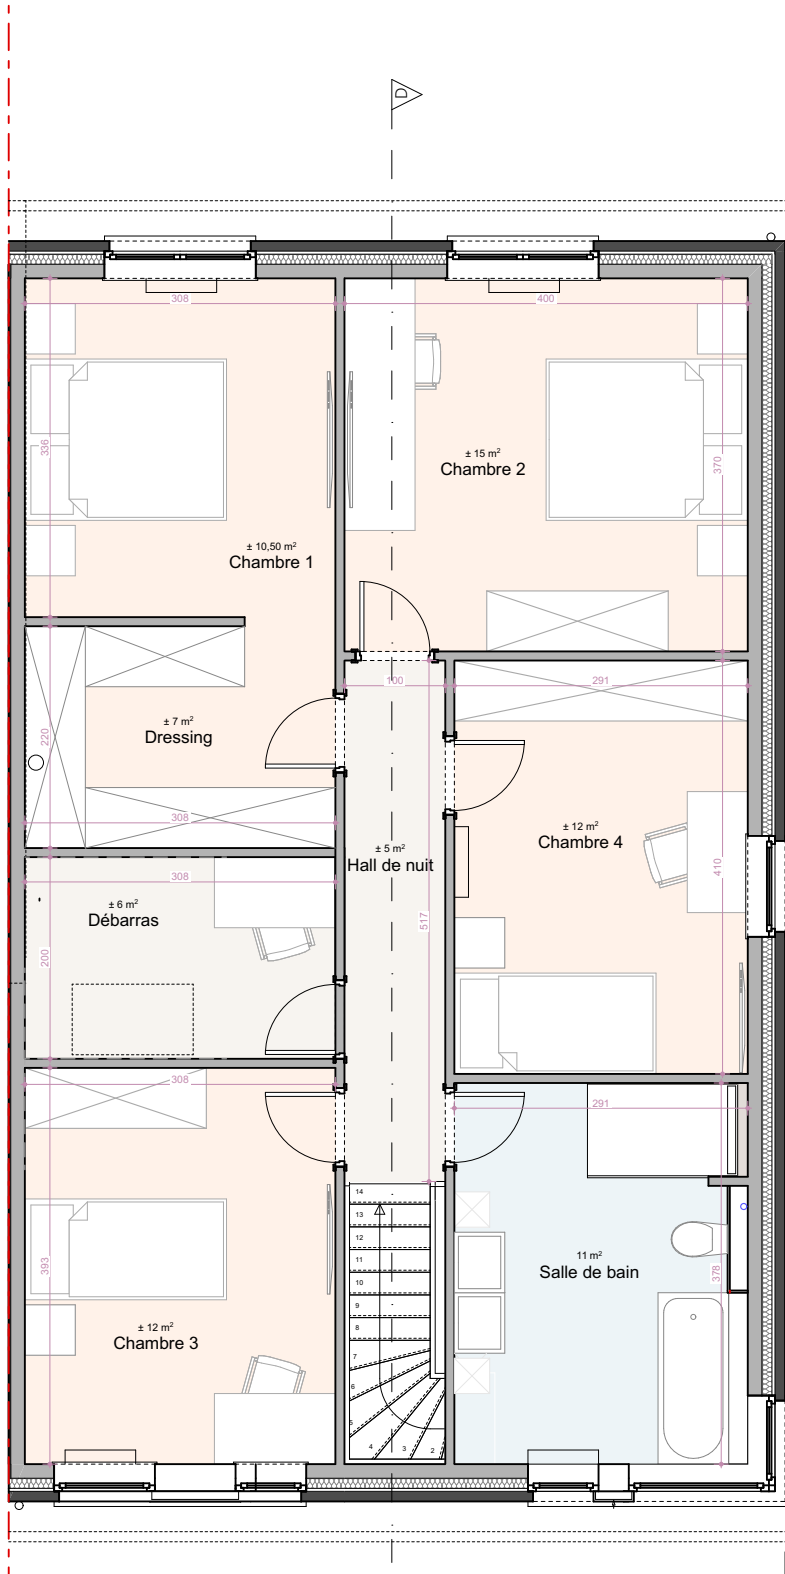 D
308
400
336
370
± 15 m²
Chambre 2
± 10,50 m²
Chambre 1
100
291
± 7 m²
Dressing
220
308
± 12 m²
Chambre 4
± 5 m²
Hall de nuit
410
308
± 6 m²
Débarras
517
200
308
291
14
13
12
11
10
9
8
7
6
5
4
3
2
393
11 m²
Salle de bain
378
± 12 m²
Chambre 3